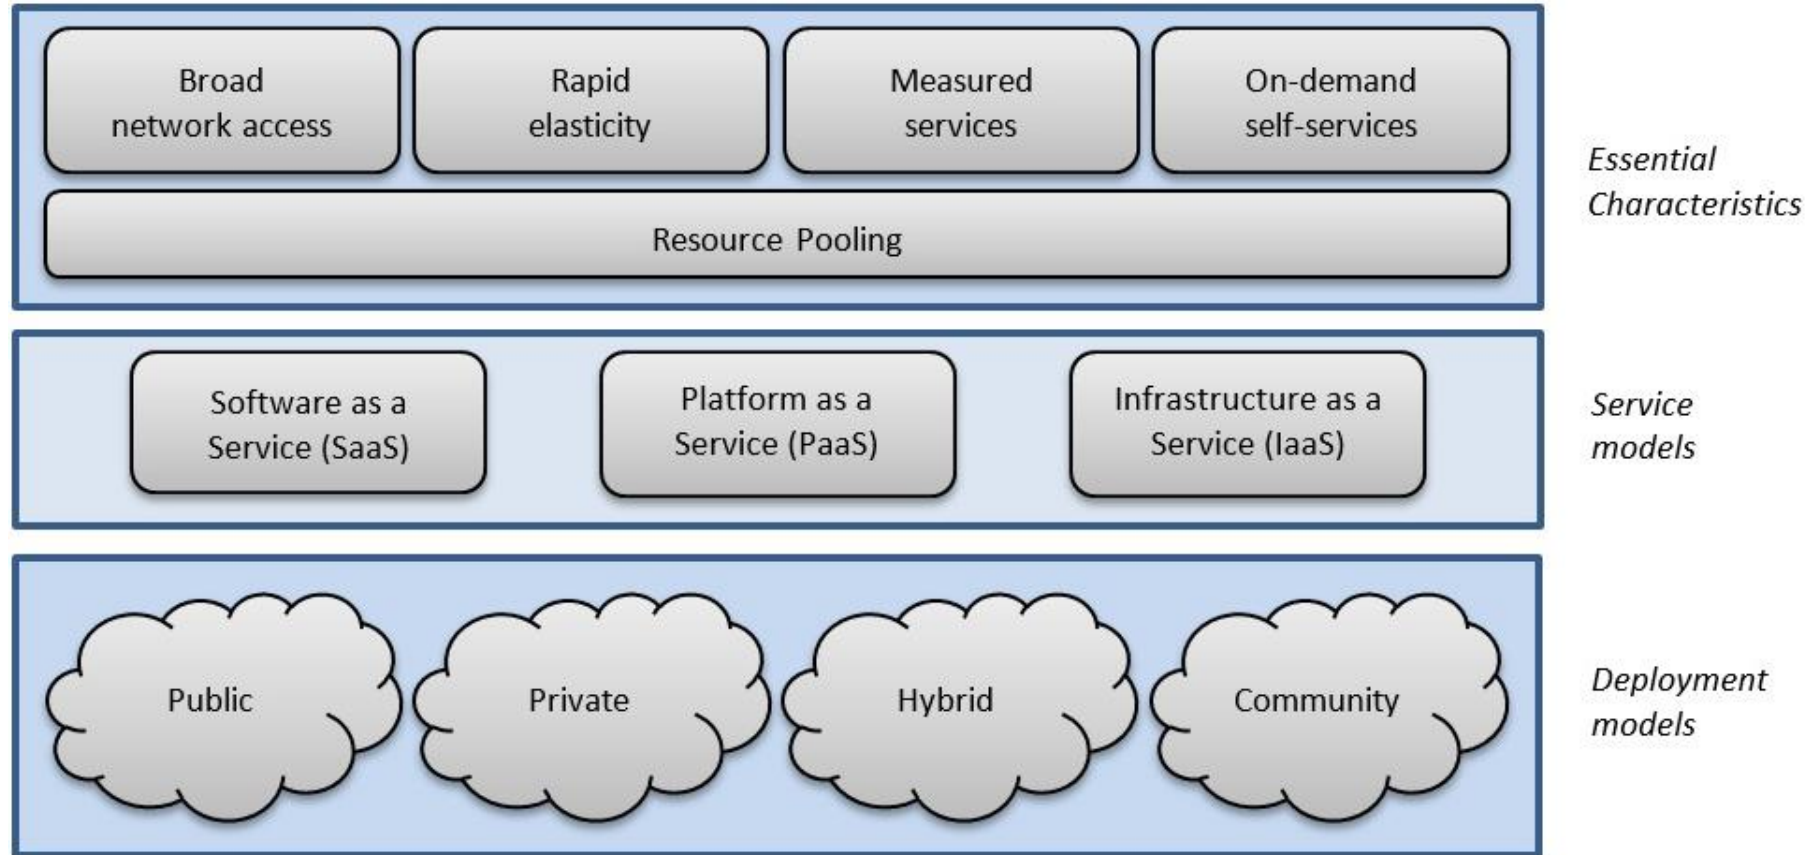 Broad
network access
Rapid
elasticity
Measured
services
On-demand
self-services
Resource Pooling
Essential
Characteristics
Software as a
Service (SaaS)
Platform as a
Service (PaaS)
Infrastructure as a
Service (IaaS)
Service
models
Public
Private
Hybrid
Community
Deployment
models